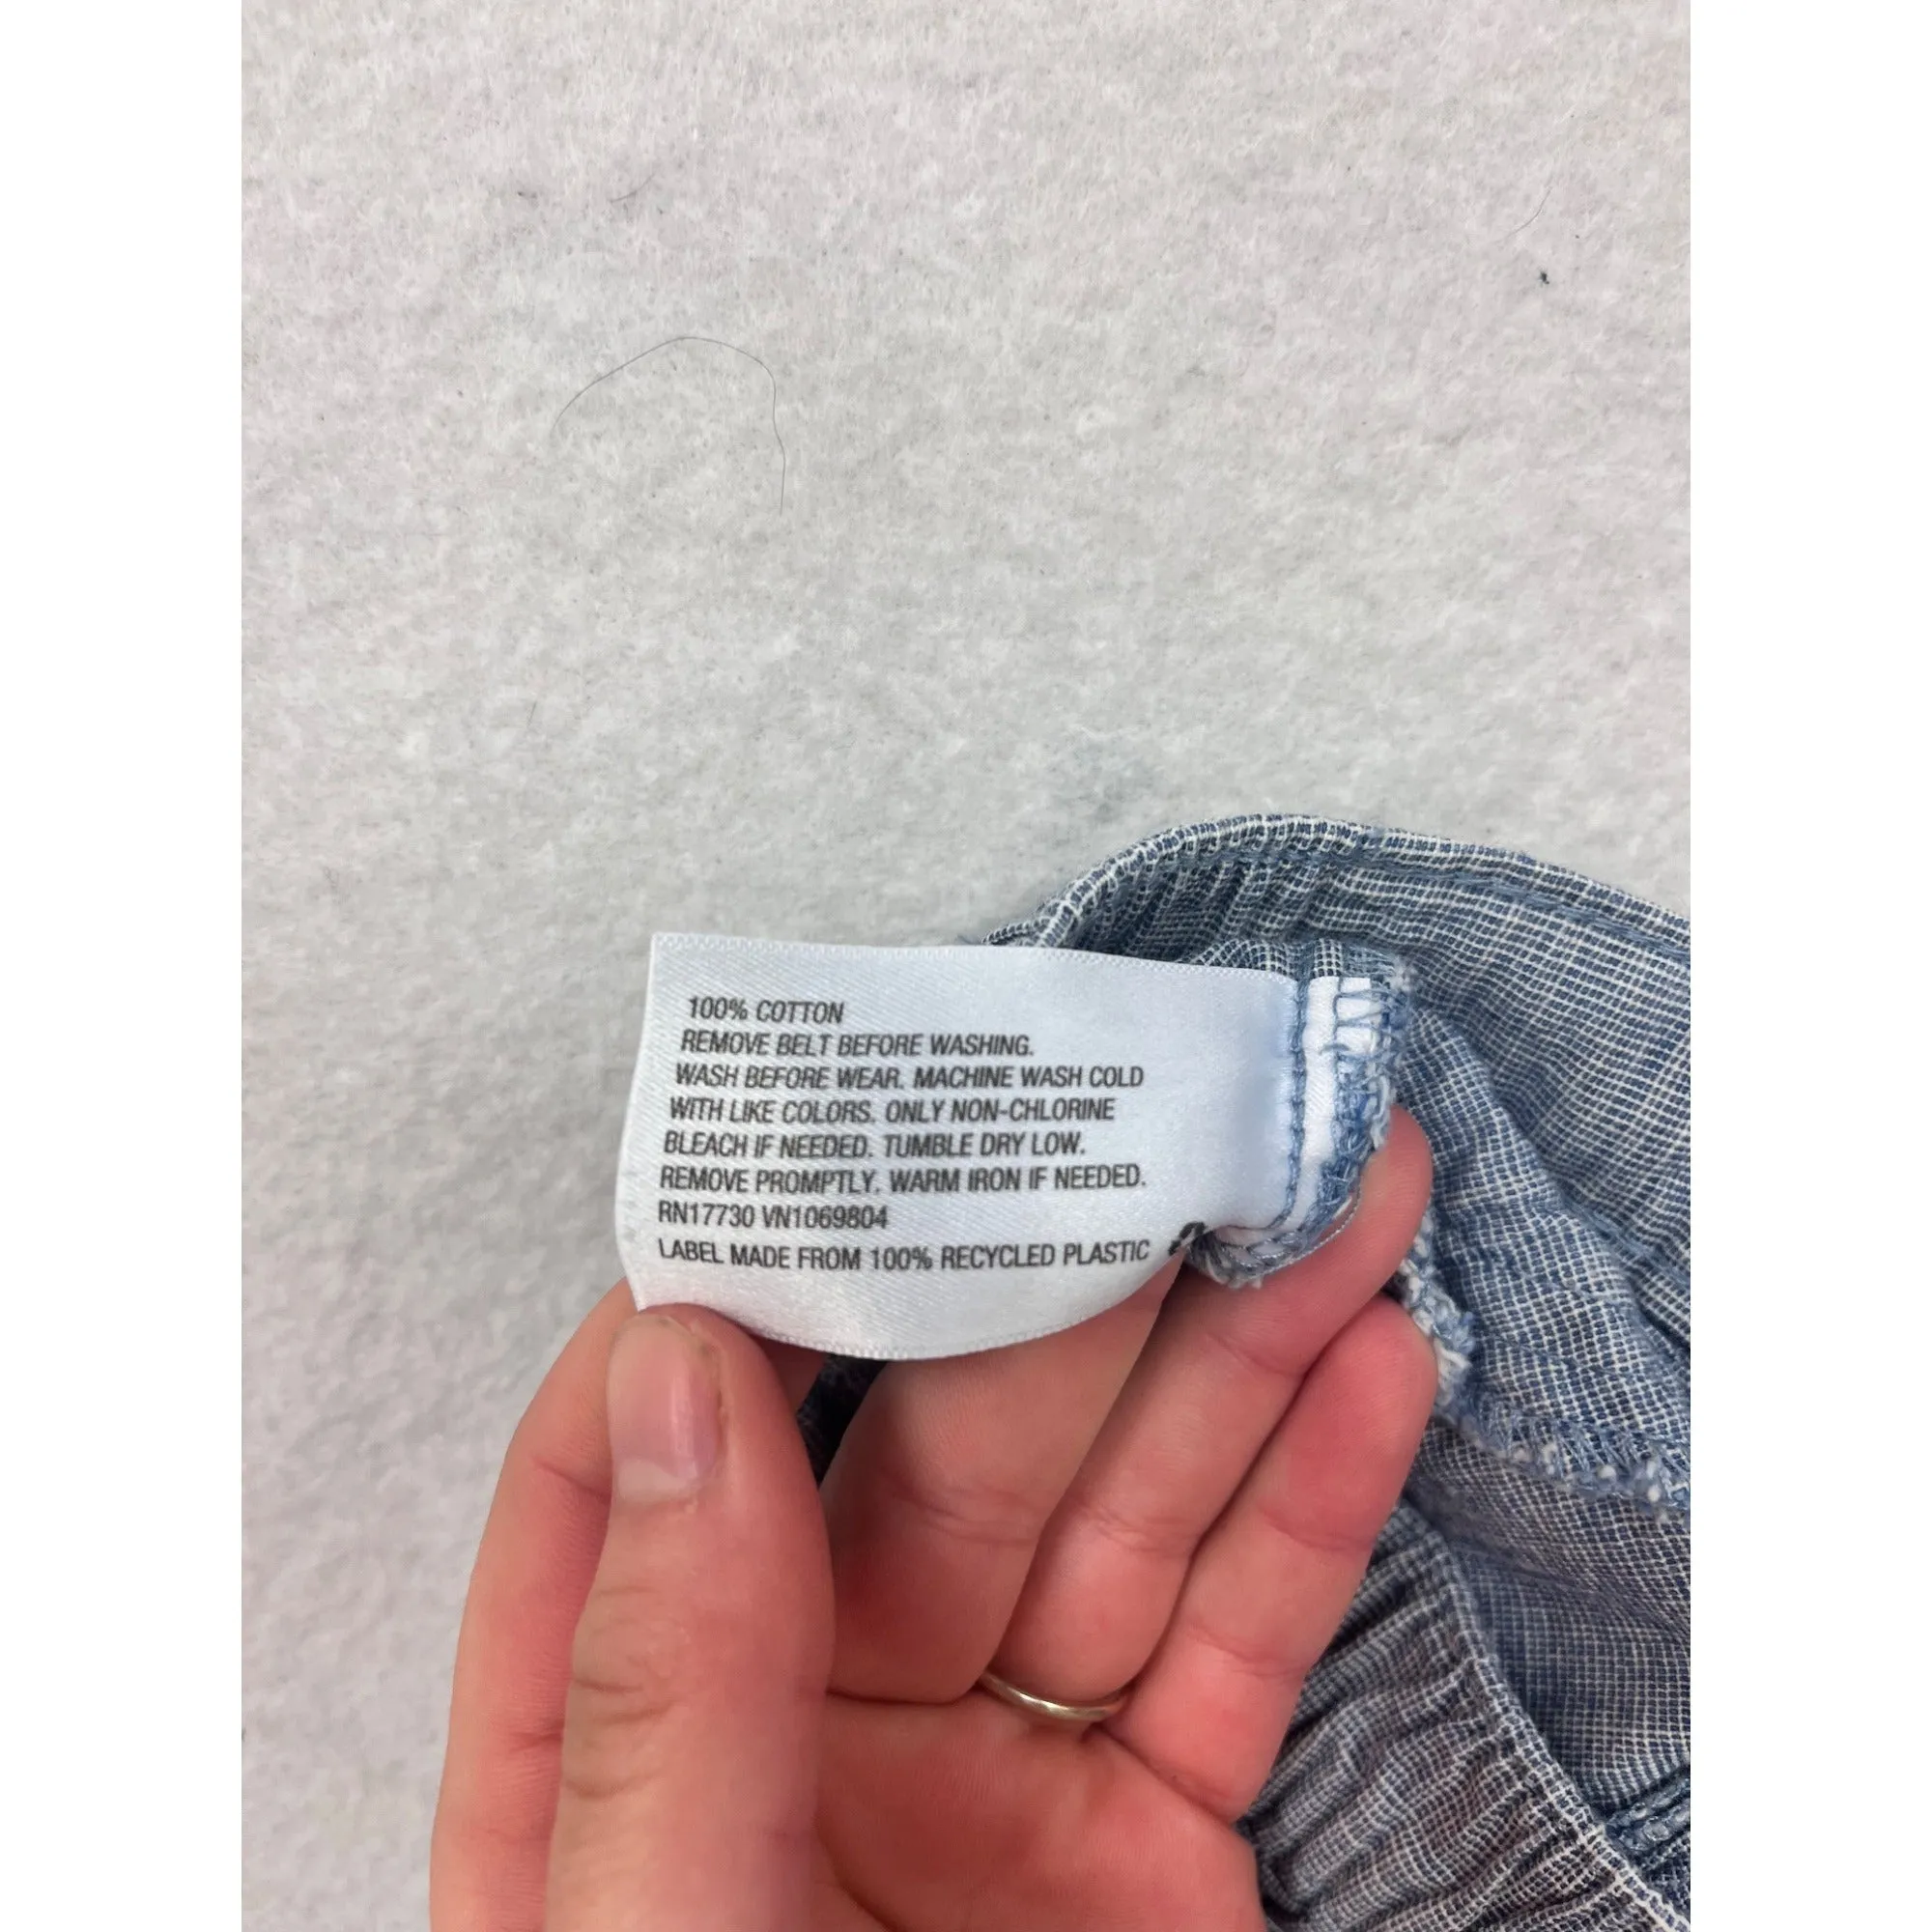 100% COTTON
REMOVE BELT BEFORE WASHING.
WASH BEFORE WEAR. MACHINE WASH COLD
WITH LIKE COLORS. ONLY NON-CHLORINE
BLEACH IF NEEDED. TUMBLE DRY LOW.
REMOVE PROMPTLY. WARM IRON IF NEEDED.
RN17730 VN1069804
LABEL MADE FROM 100% RECYCLED PLASTIC